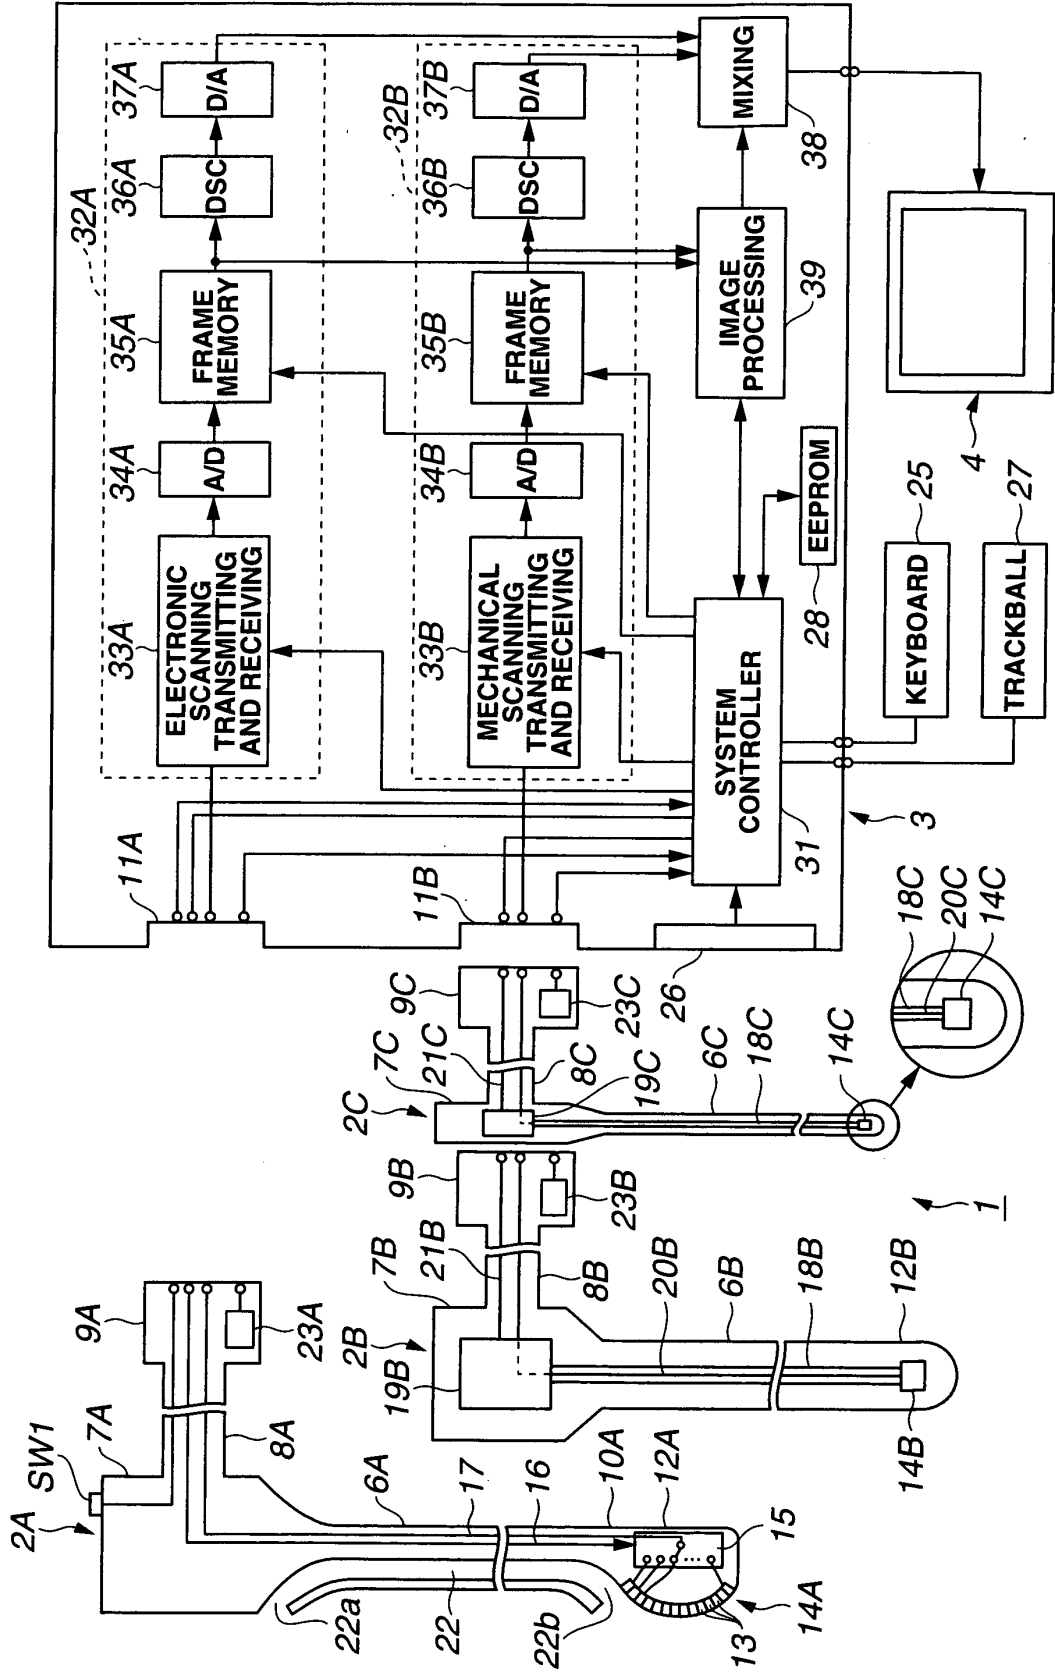 2A
SW1
7A
9A
23A
8A
6A
17
16
10A
12A
15
22a
22
22b
13
14A
2B
19B
7B
21B
9B
23B
8B
20B
6B
18B
12B
14B
2C
7C
21C
9C
23C
8C
19C
6C
18C
14C
18C
20C
14C
1
11A
11B
26
32A
33A
ELECTRONIC
SCANNING
TRANSMITTING
AND RECEIVING
34A
A/D
35A
FRAME
MEMORY
36A
DSC
37A
D/A
32B
33B
MECHANICAL
SCANNING
TRANSMITTING
AND RECEIVING
34B
A/D
35B
FRAME
MEMORY
36B
DSC
37B
D/A
SYSTEM
CONTROLLER
31
EEPROM
28
IMAGE
PROCESSING
39
MIXING
38
3
KEYBOARD
25
TRACKBALL
27
4